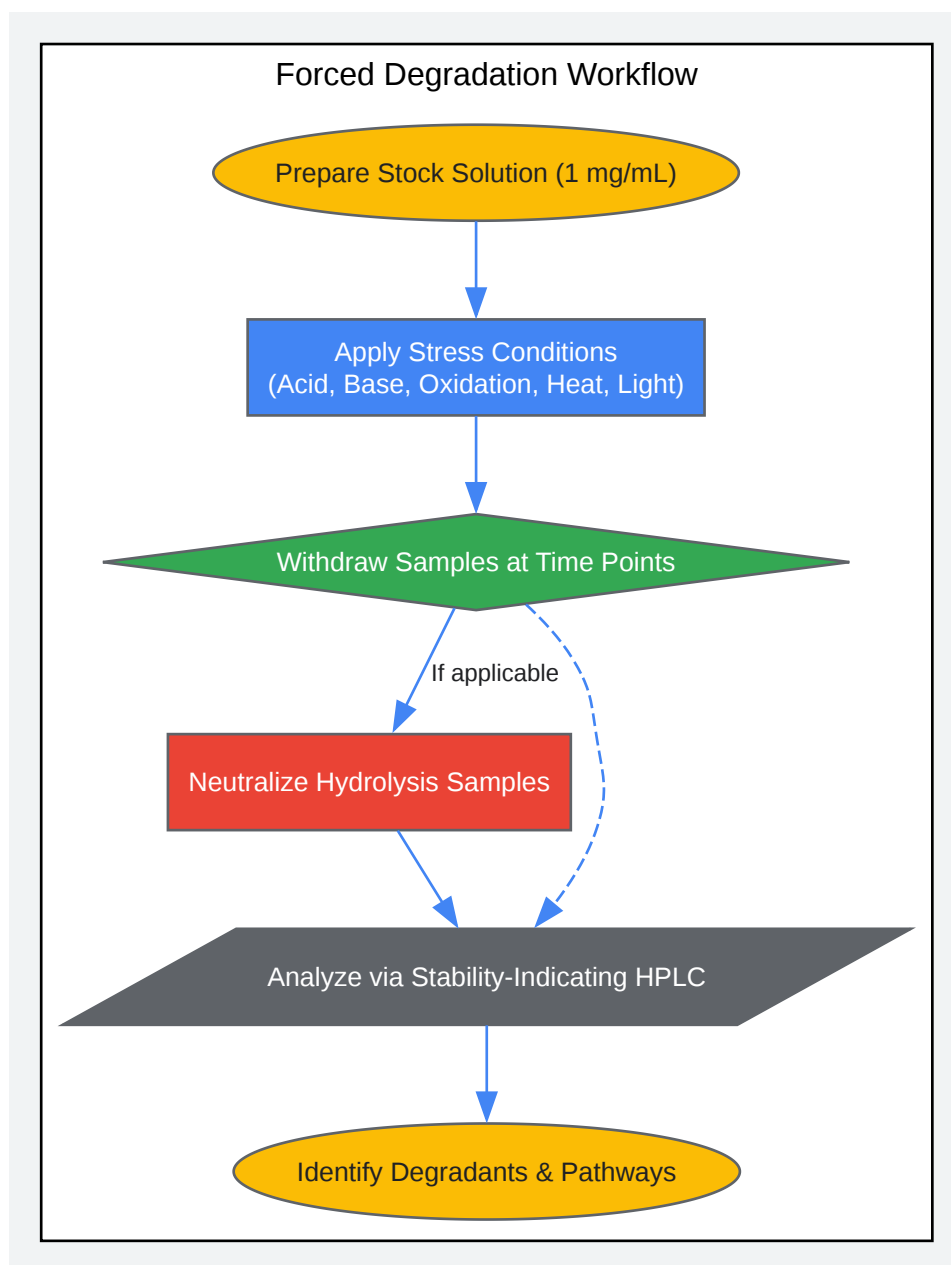 Forced Degradation Workflow
Prepare Stock Solution (1 mg/mL)
Apply Stress Conditions
(Acid, Base, Oxidation, Heat, Light)
Withdraw Samples at Time Points
If applicable
Neutralize Hydrolysis Samples
Analyze via Stability-Indicating HPLC
Identify Degradants & Pathways